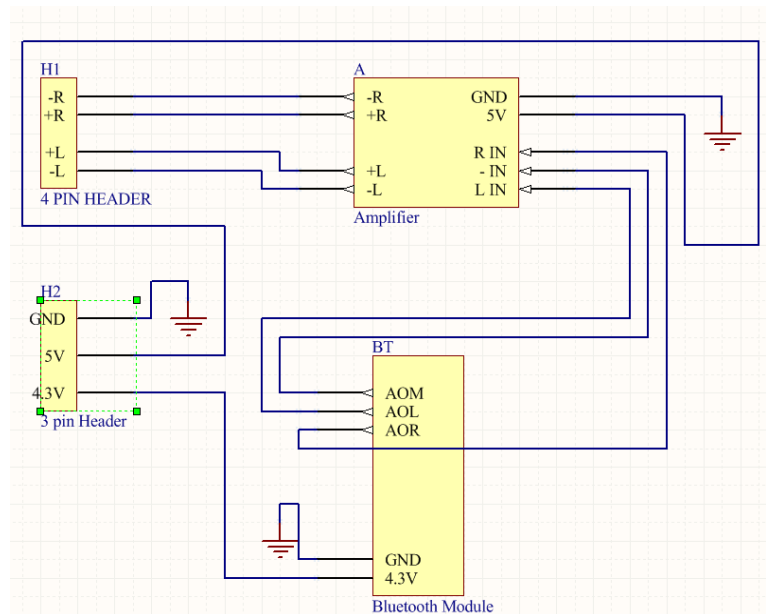 H1
-R
+R
+L
-L
4 PIN HEADER
A
-R
+R
+L
-L
GND
5V
R IN
- IN
L IN
Amplifier
H2
GND
5V
4.3V
3 pin Header
BT
AOM
AOL
AOR
GND
4.3V
Bluetooth Module